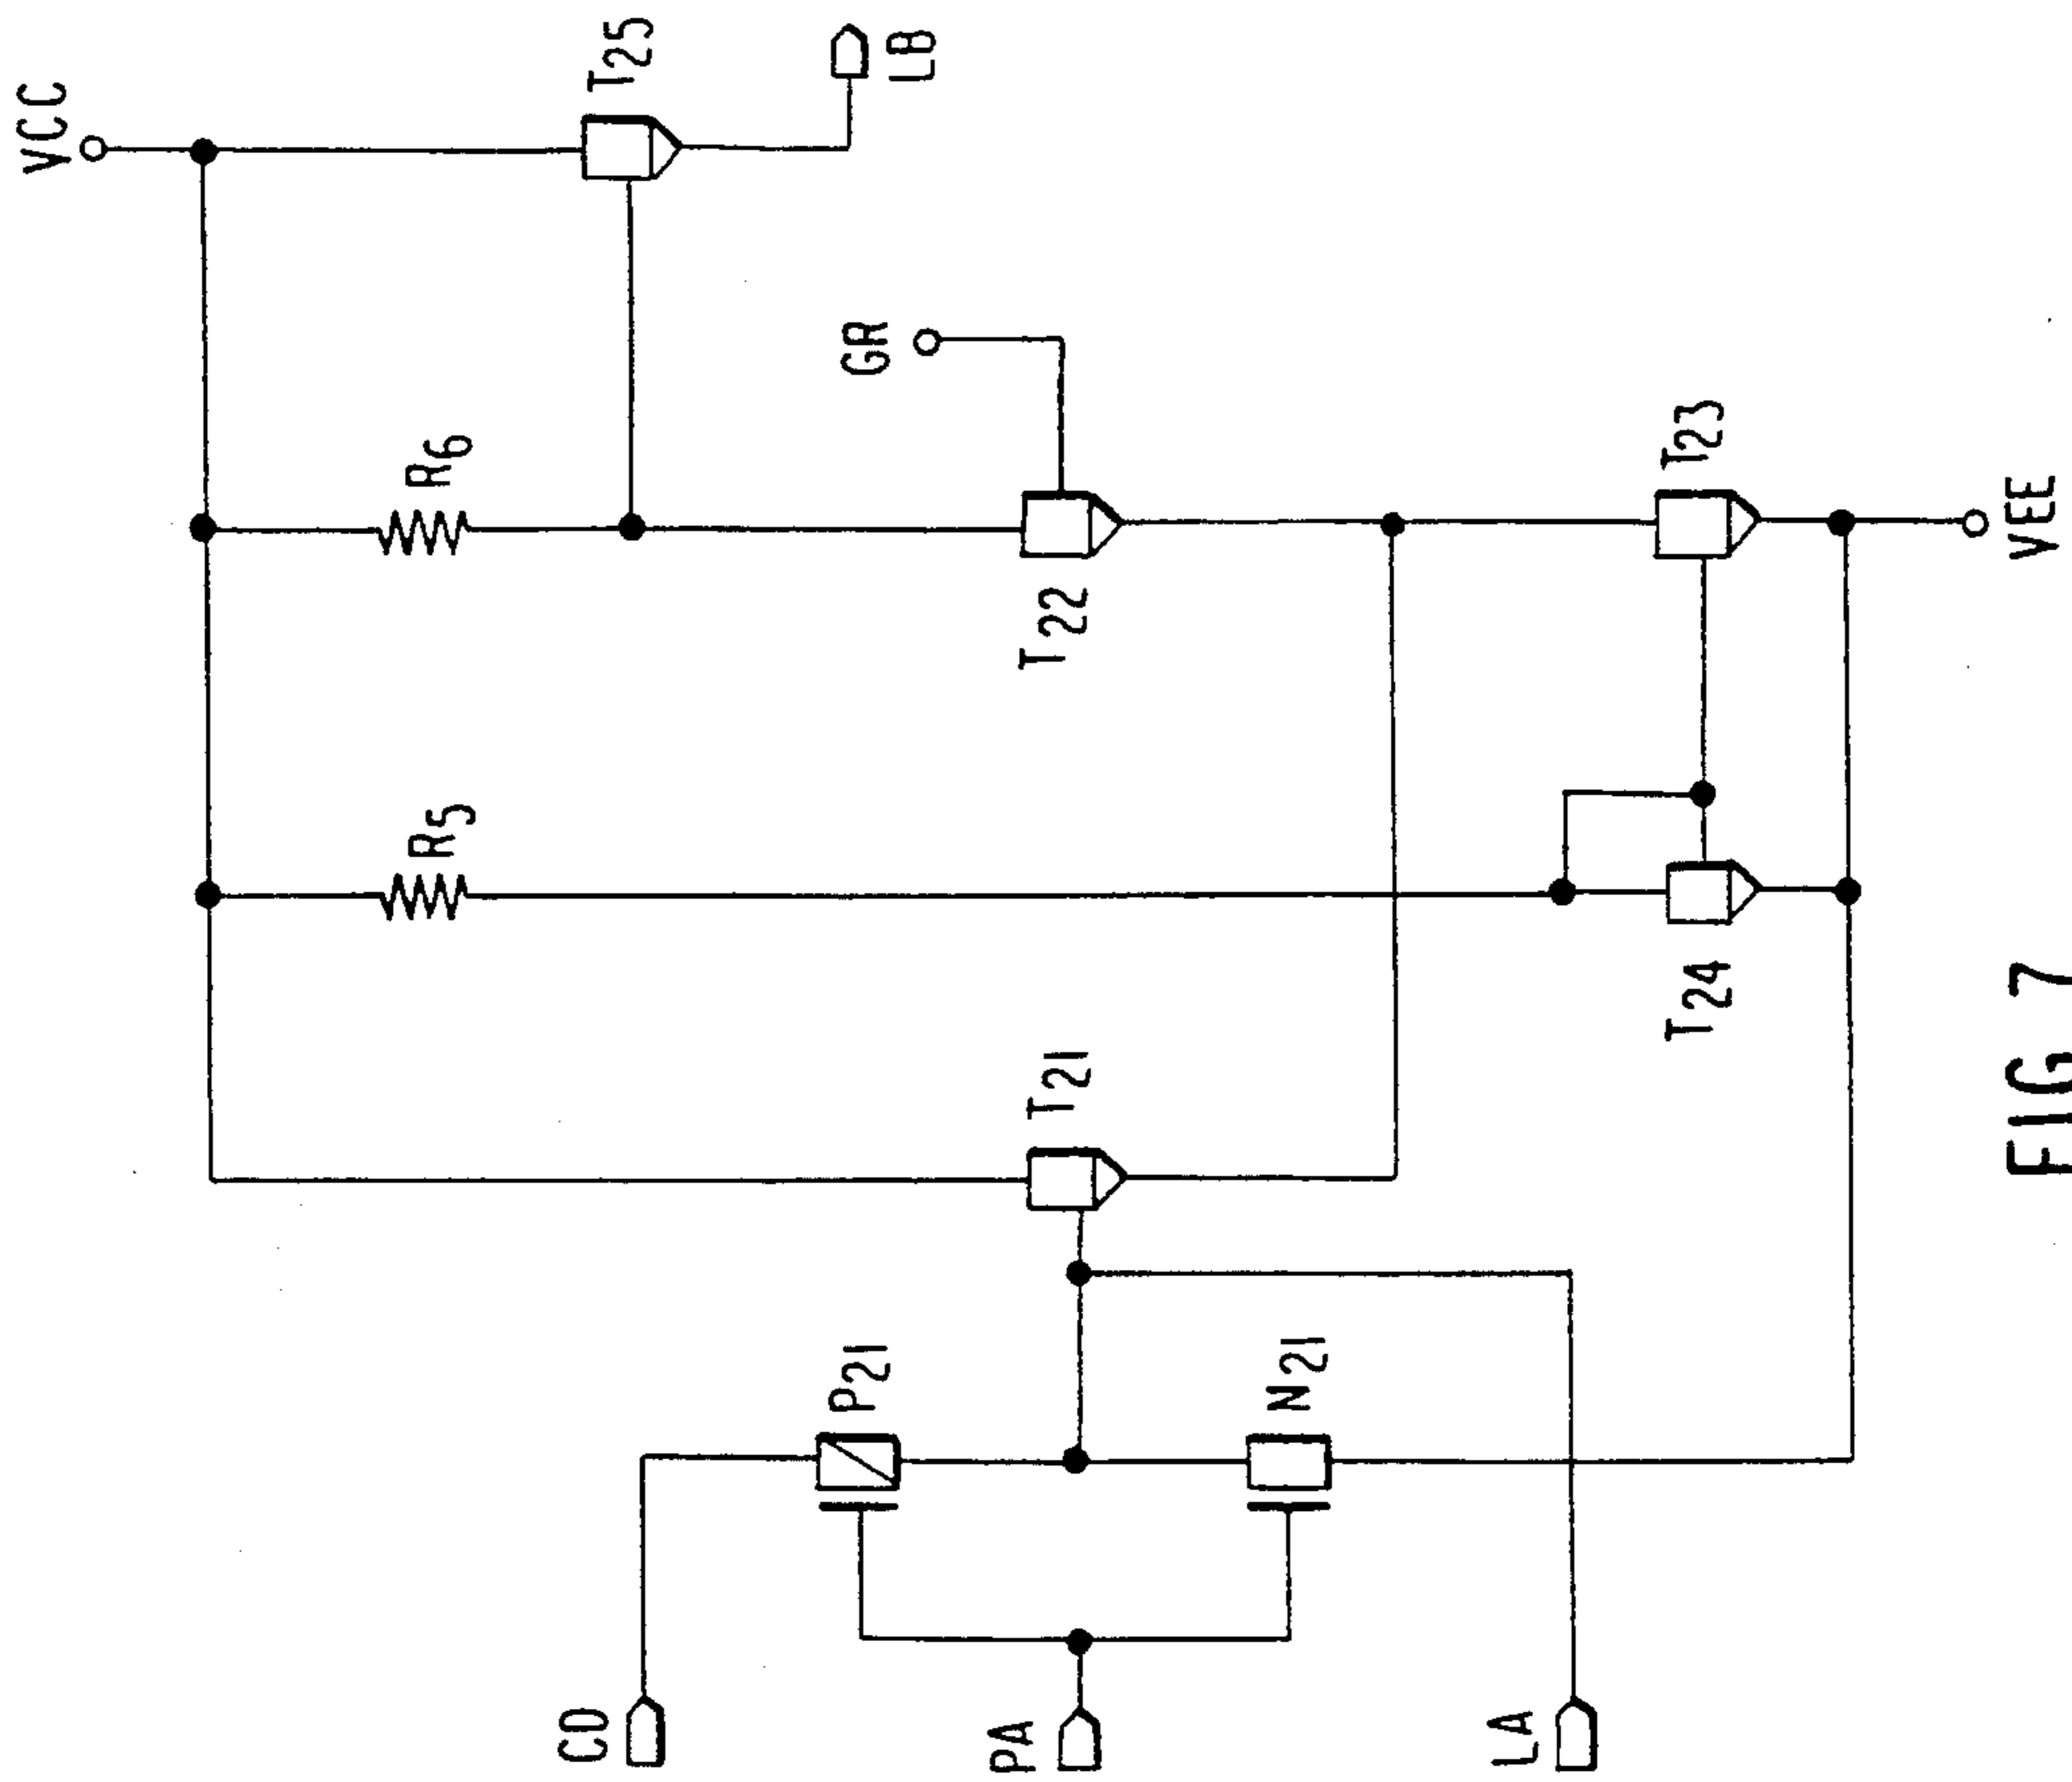 VCC
T25
LB
R6
GR
T22
T23
VEE
R5
T24
T21
P21
N21
CD
PA
LA
FIG 7